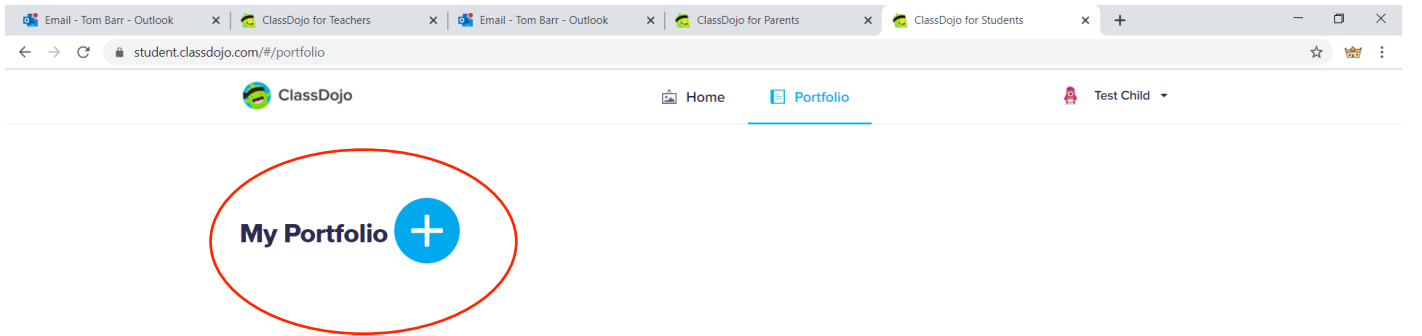 Email - Tom Barr - Outlook
ClassDojo for Teachers
Email - Tom Barr - Outlook
ClassDojo for Parents
ClassDojo for Students
student.classdojo.com/#/portfolio
ClassDojo
Home
Portfolio
Test Child
My Portfolio